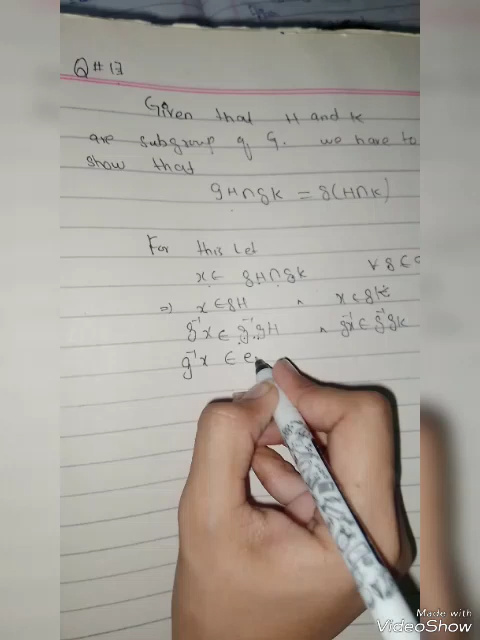 Q # 13
Given that H and K
are subgroup of G. we have to
show that
gH∩gK = g(H∩K)
For this Let
x ∈ gH∩gK ∀ g ∈ G
⇒ x ∈ gH ^ x ∈ gK
g⁻¹x ∈ g⁻¹gH ^ g⁻¹x ∈ g⁻¹gK
g⁻¹x ∈ e
Made with
VideoShow